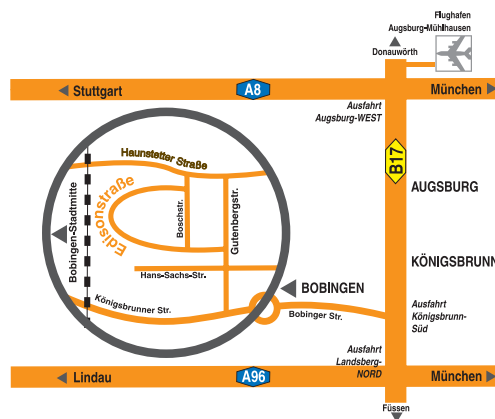 Flughafen
Augsburg-Mühlhausen
Donauwörth
Stuttgart
A8
München
Ausfahrt
Augsburg-WEST
B17
Haunstetter Straße
Edisonstraße
Boschstr.
Gutenbergstr.
Bobingen-Stadtmitte
AUGSBURG
Hans-Sachs-Str.
KÖNIGSBRUNN
BOBINGEN
Königsbrunner Str.
Bobinger Str.
Ausfahrt
Königsbrunn-
Süd
Ausfahrt
Landsberg-
NORD
Lindau
A96
München
Füssen